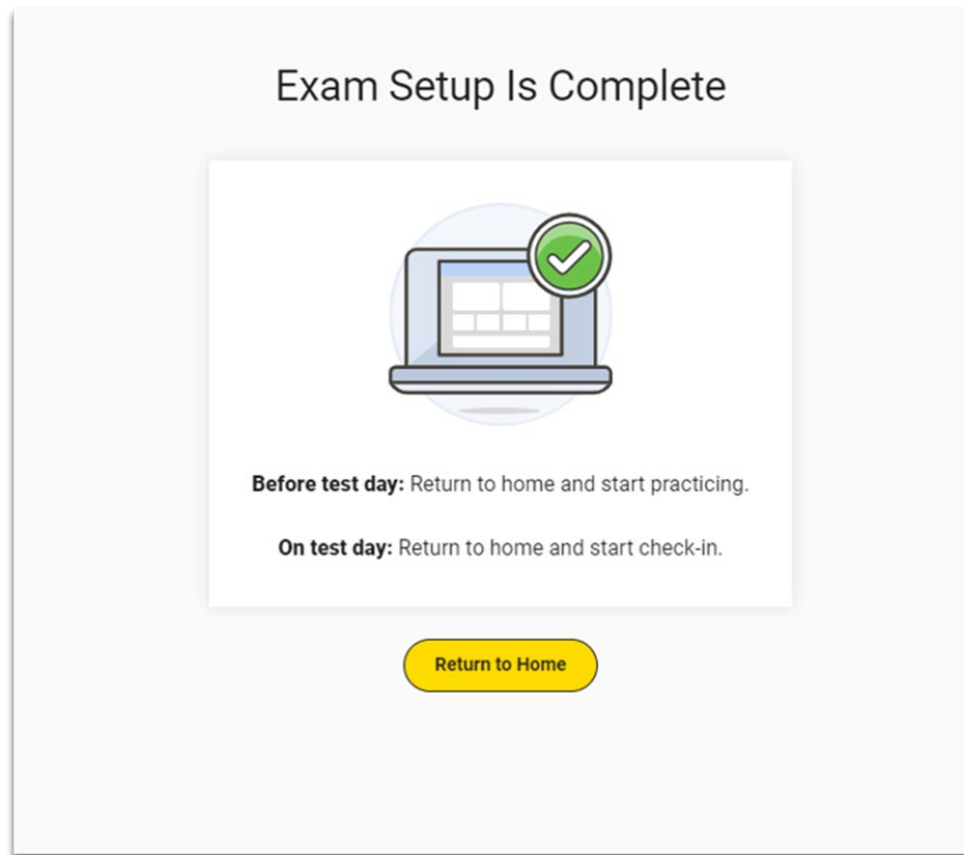 Exam Setup Is Complete
Before test day: Return to home and start practicing.
On test day: Return to home and start check-in.
Return to Home